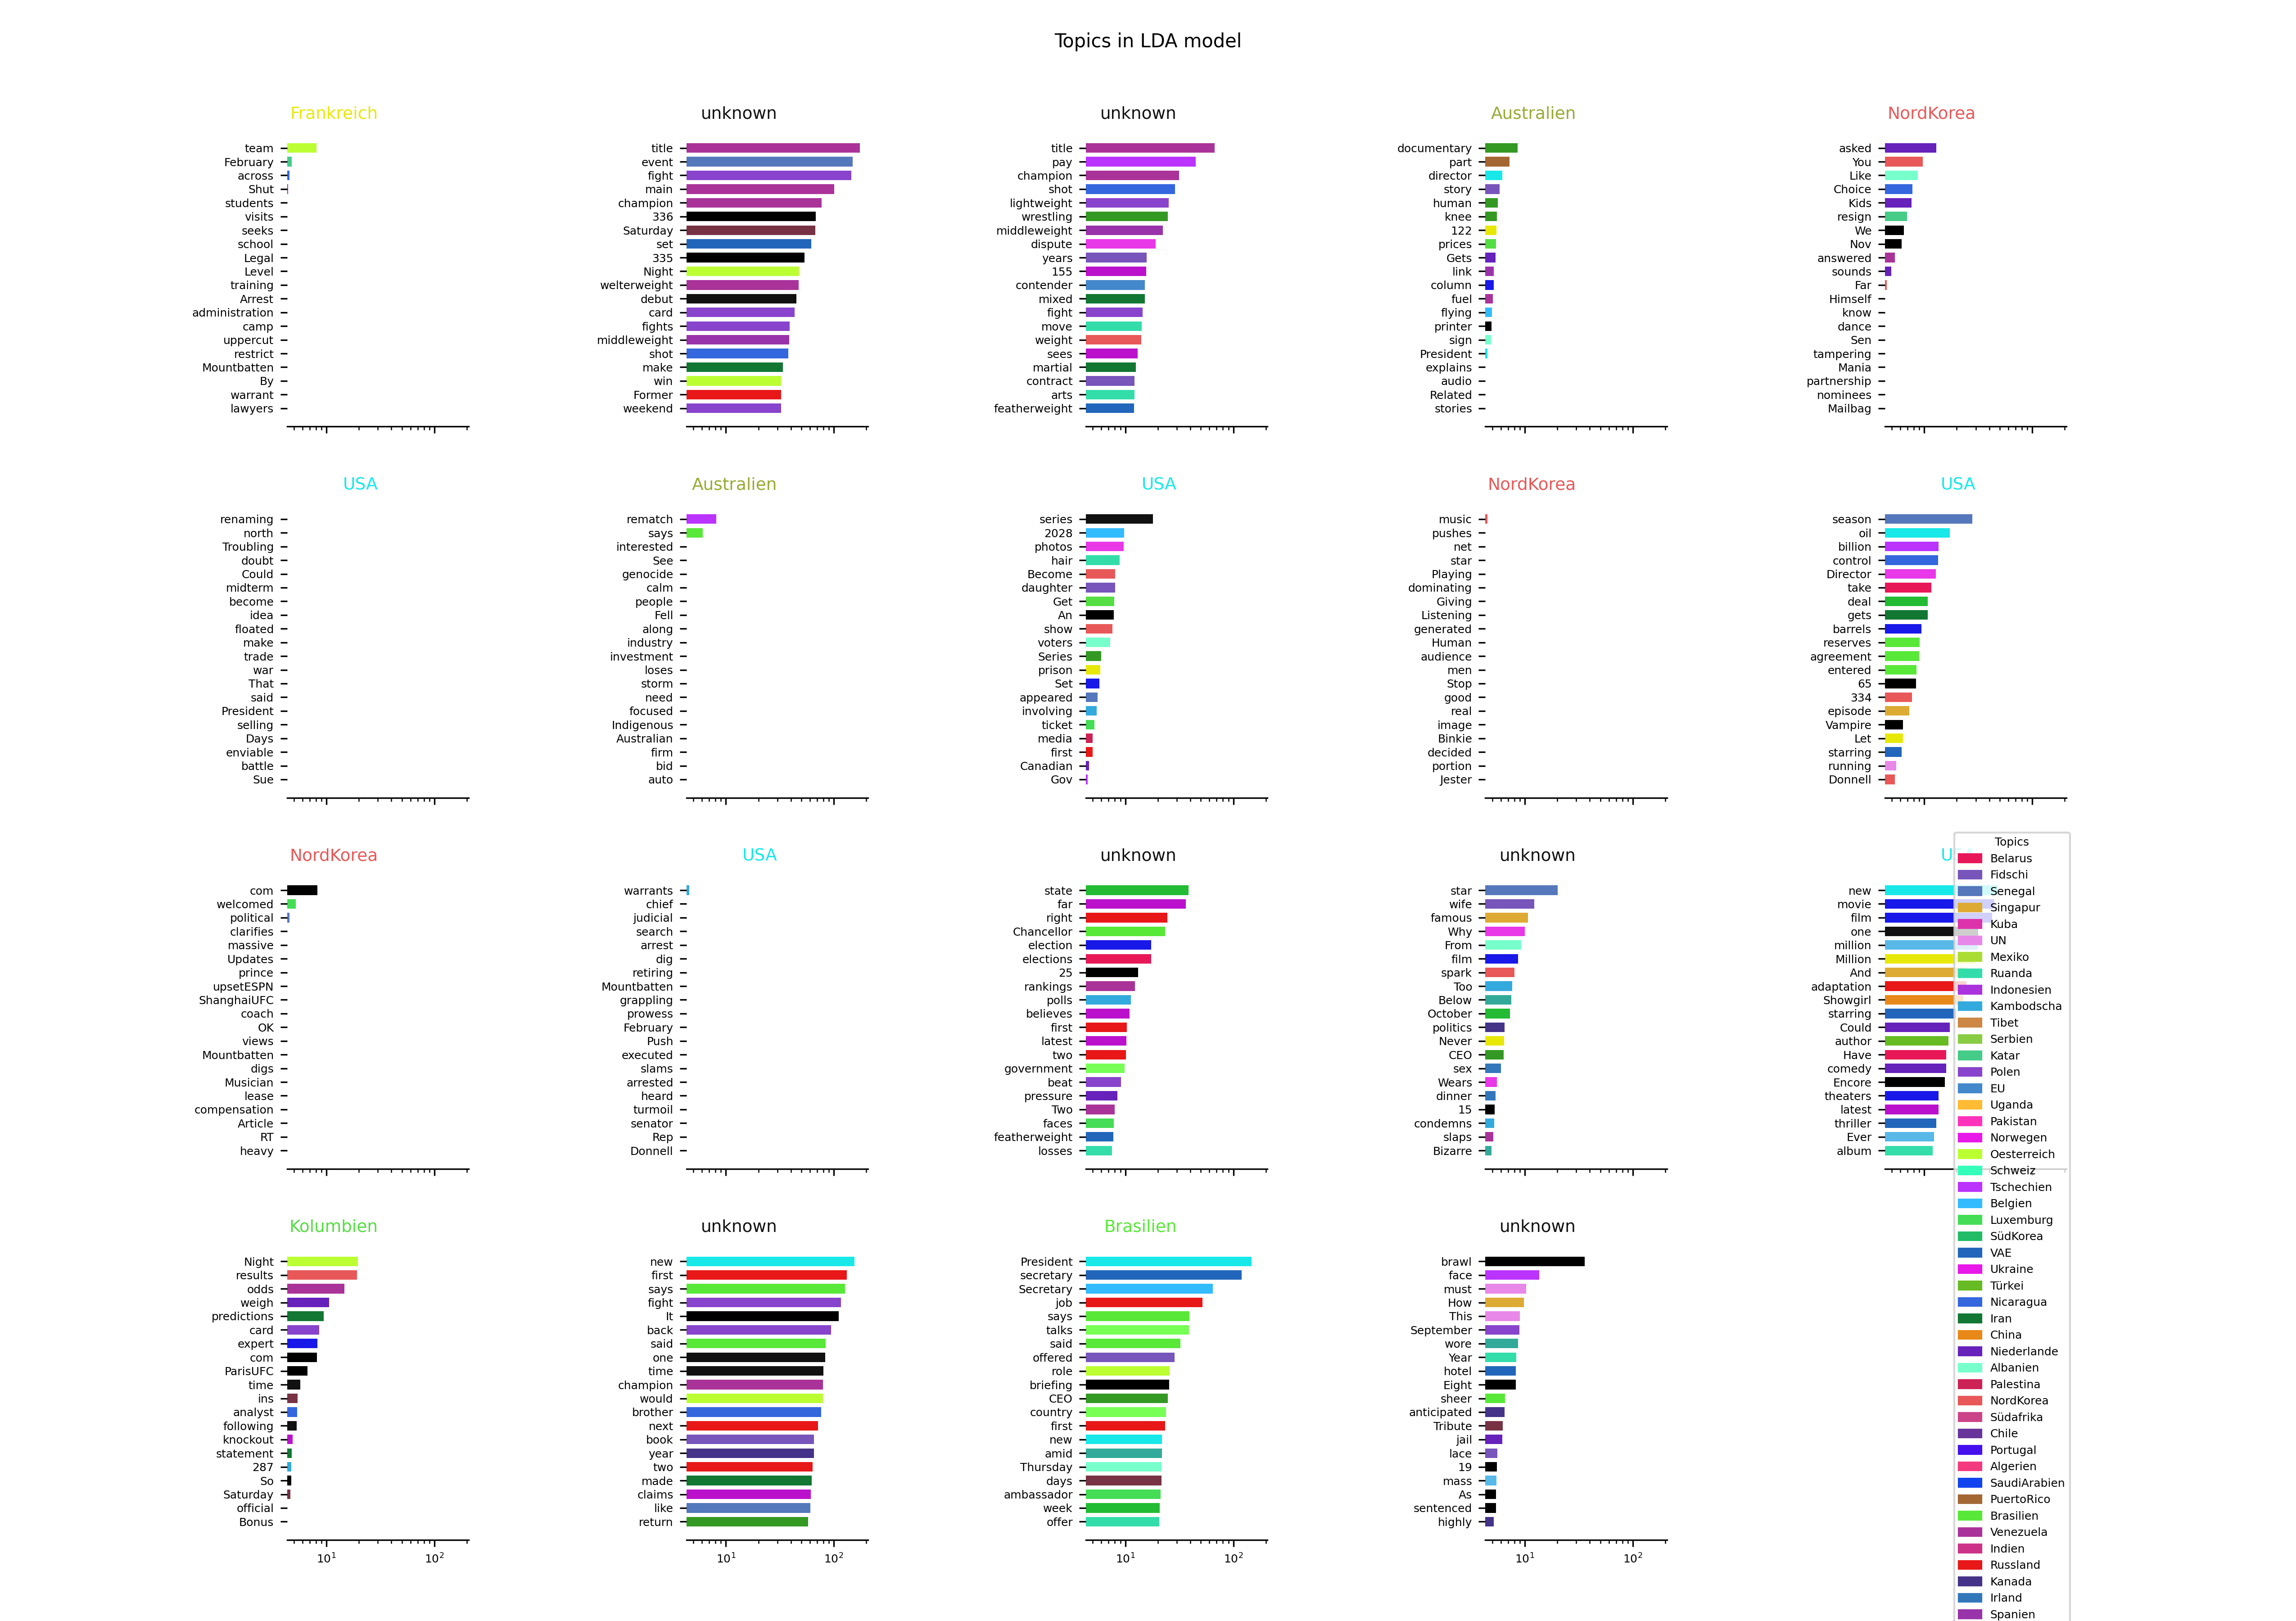 Topics in LDA model
Frankreich
team
February
across
Shut
students
visits
seeks
school
Legal
Level
training
Arrest
administration
camp
uppercut
restrict
Mountbatten
By
warrant
lawyers
unknown
title
event
fight
main
champion
336
Saturday
set
335
Night
welterweight
debut
card
fights
middleweight
shot
make
win
Former
weekend
unknown
title
pay
champion
shot
lightweight
wrestling
middleweight
dispute
years
155
contender
mixed
fight
move
weight
sees
martial
contract
arts
featherweight
Australien
documentary
part
director
story
human
knee
122
prices
Gets
link
column
fuel
flying
printer
sign
President
explains
audio
Related
stories
NordKorea
asked
You
Like
Choice
Kids
resign
We
Nov
answered
sounds
Far
Himself
know
dance
Sen
tampering
Mania
partnership
nominees
Mailbag
USA
renaming
north
Troubling
doubt
Could
midterm
become
idea
floated
make
trade
war
That
said
President
selling
Days
enviable
battle
Sue
Australien
rematch
says
interested
See
genocide
calm
people
Fell
along
industry
investment
loses
storm
need
focused
Indigenous
Australian
firm
bid
auto
USA
series
2028
photos
hair
Become
daughter
Get
An
show
voters
Series
prison
Set
appeared
involving
ticket
media
first
Canadian
Gov
NordKorea
music
pushes
net
star
Playing
dominating
Giving
Listening
generated
Human
audience
men
Stop
good
real
image
Binkie
decided
portion
Jester
USA
season
oil
billion
control
Director
take
deal
gets
barrels
reserves
agreement
entered
65
334
episode
Vampire
Let
starring
running
Donnell
NordKorea
com
welcomed
political
clarifies
massive
Updates
prince
upsetESPN
ShanghaiUFC
coach
OK
views
Mountbatten
digs
Musician
lease
compensation
Article
RT
heavy
USA
warrants
chief
judicial
search
arrest
dig
retiring
Mountbatten
grappling
prowess
February
Push
executed
slams
arrested
heard
turmoil
senator
Rep
Donnell
unknown
state
far
right
Chancellor
election
elections
25
rankings
polls
believes
first
latest
two
government
beat
pressure
Two
faces
featherweight
losses
unknown
star
wife
famous
Why
From
film
spark
Too
Below
October
politics
Never
CEO
sex
Wears
dinner
15
condemns
slaps
Bizarre
new
movie
film
one
million
Million
And
adaptation
Showgirl
starring
Could
author
Have
comedy
Encore
theaters
latest
thriller
Ever
album
Kolumbien
Night
results
odds
weigh
predictions
card
expert
com
ParisUFC
time
ins
analyst
following
knockout
statement
287
So
Saturday
official
Bonus
10¹
10²
unknown
new
first
says
fight
It
back
said
one
time
champion
would
brother
next
book
year
two
made
claims
like
return
10¹
10²
Brasilien
President
secretary
Secretary
job
says
talks
said
offered
role
briefing
CEO
country
first
new
amid
Thursday
days
ambassador
week
offer
10¹
10²
unknown
brawl
face
must
How
This
September
wore
Year
hotel
Eight
sheer
anticipated
Tribute
jail
lace
19
mass
As
sentenced
highly
10¹
10²
Topics
Belarus
Fidschi
Senegal
Singapur
Kuba
UN
Mexiko
Ruanda
Indonesien
Kambodscha
Tibet
Serbien
Katar
Polen
EU
Uganda
Pakistan
Norwegen
Oesterreich
Schweiz
Tschechien
Belgien
Luxemburg
SüdKorea
VAE
Ukraine
Türkei
Nicaragua
Iran
China
Niederlande
Albanien
Palestina
NordKorea
Südafrika
Chile
Portugal
Algerien
SaudiArabien
PuertoRico
Brasilien
Venezuela
Indien
Russland
Kanada
Irland
Spanien